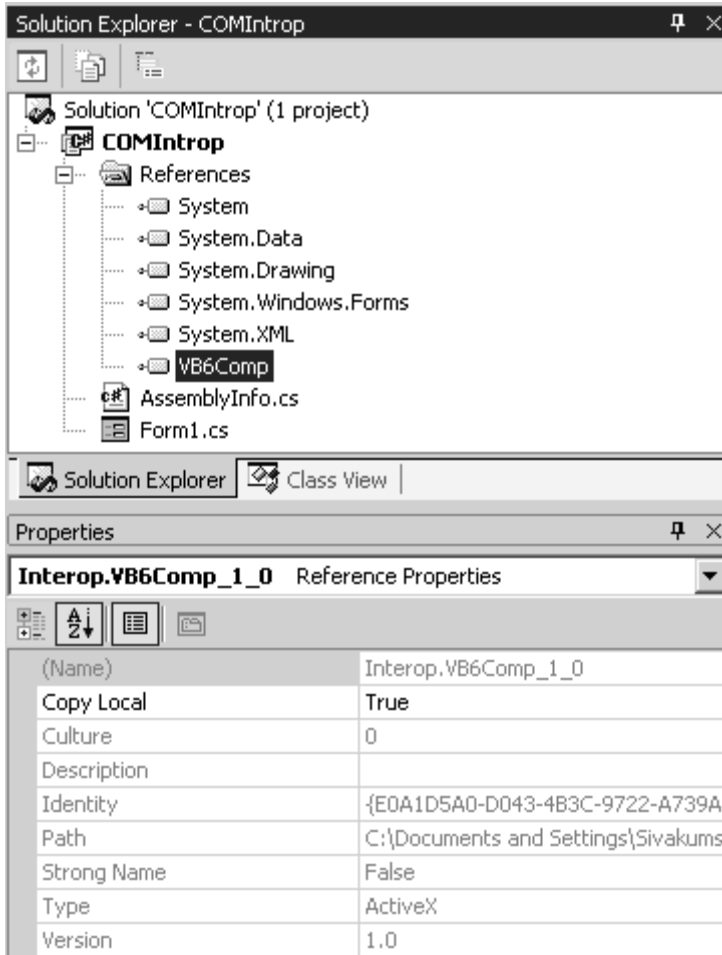 Solution Explorer - COMIntrop
Solution 'COMIntrop' (1 project)
COMIntrop
References
System
System.Data
System.Drawing
System.Windows.Forms
System.XML
VB6Comp
AssemblyInfo.cs
Form1.cs
Solution Explorer Class View
Properties
Interop.VB6Comp_1_0 Reference Properties
(Name) Interop.VB6Comp_1_0
Copy Local True
Culture 0
Description
Identity {E0A1D5A0-D043-4B3C-9722-A739A
Path C:\Documents and Settings\Sivakums
Strong Name False
Type ActiveX
Version 1.0